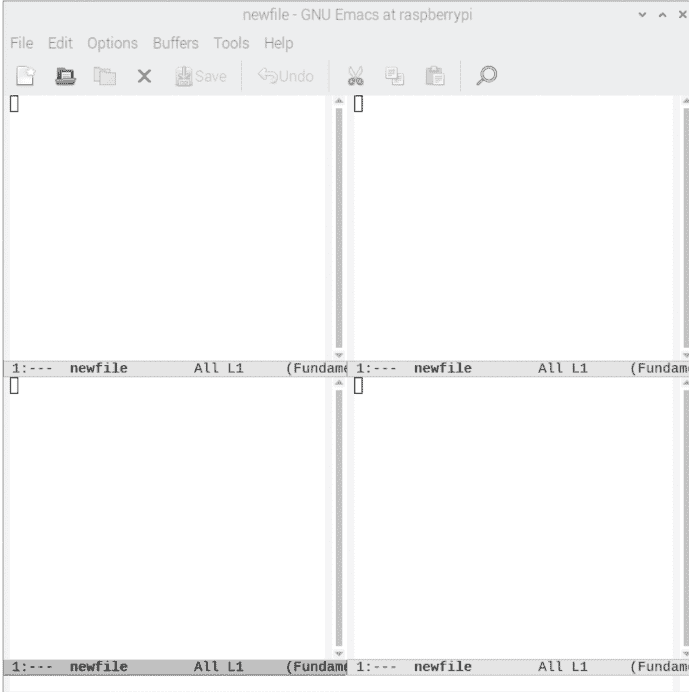 newfile - GNU Emacs at raspberrypi
File Edit Options Buffers Tools Help
Save Undo
1:--- newfile All L1 (Fundame 1:--- newfile All L1 (Fundame
1:--- newfile All L1 (Fundame 1:--- newfile All L1 (Fundame